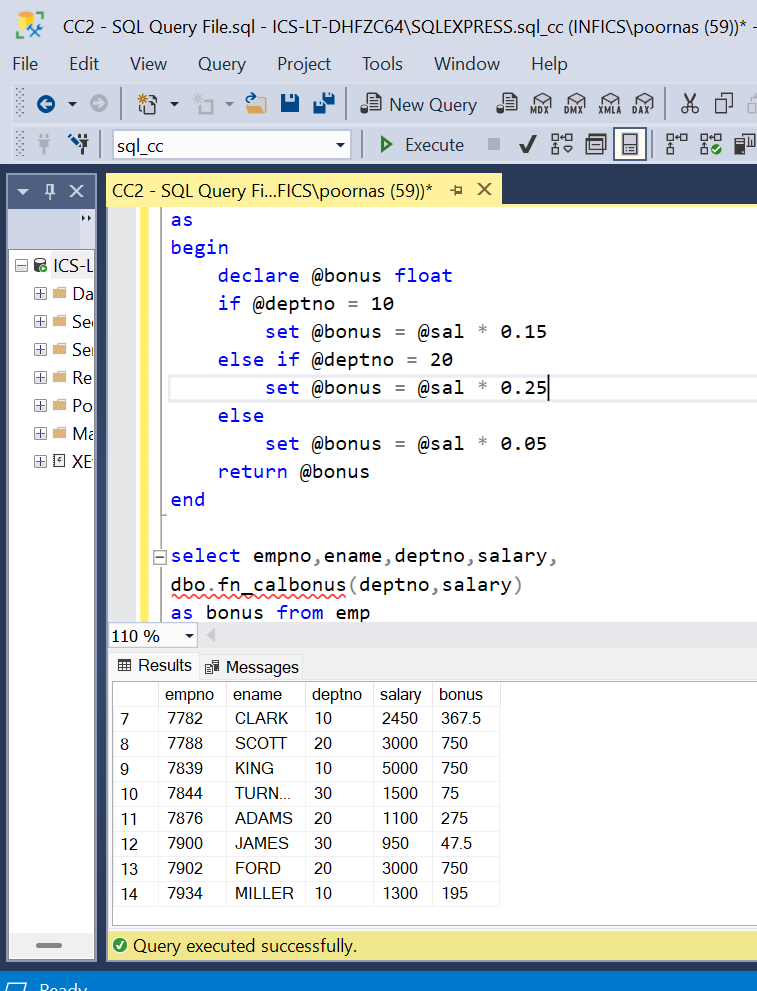 CC2 - SQL Query File.sql - ICS-LT-DHFZC64\SQLEXPRESS.sql_cc (INFICS\poornas (59))* -
File Edit View Query Project Tools Window Help
New Query MDX DMX XMLA DAX
sql_cc Execute
CC2 - SQL Query Fi...FICS\poornas (59))*
ICS-L
Da
Se
Re
Po
Ma
XE
as
begin
declare @bonus float
if @deptno = 10
set @bonus = @sal * 0.15
else if @deptno = 20
set @bonus = @sal * 0.25
else
set @bonus = @sal * 0.05
return @bonus
end
select empno,ename,deptno,salary,
dbo.fn_calbonus(deptno,salary)
as bonus from emp
110 %
Results Messages
empno ename deptno salary bonus
7 7782 CLARK 10 2450 367.5
8 7788 SCOTT 20 3000 750
9 7839 KING 10 5000 750
10 7844 TURN... 30 1500 75
11 7876 ADAMS 20 1100 275
12 7900 JAMES 30 950 47.5
13 7902 FORD 20 3000 750
14 7934 MILLER 10 1300 195
Query executed successfully.
Ready